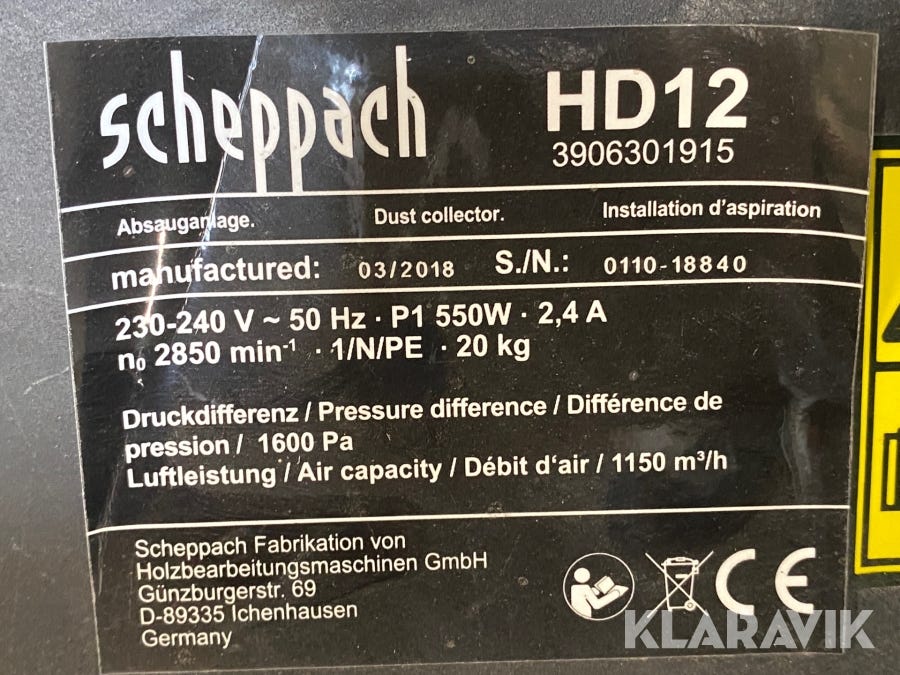 scheppach
HD12
3906301915
Absauganlage. Dust collector. Installation d'aspiration
manufactured: 03/2018 S./N.: 0110-18840
230-240 V ~ 50 Hz · P1 550W · 2,4 A
n₀ 2850 min⁻¹ · 1/N/PE · 20 kg
Druckdifferenz / Pressure difference / Différence de
pression / 1600 Pa
Luftleistung / Air capacity / Débit d'air / 1150 m³/h
Scheppach Fabrikation von
Holzbearbeitungsmaschinen GmbH
Günzburgerstr. 69
D-89335 Ichenhausen
Germany
CE
KLARAVIK